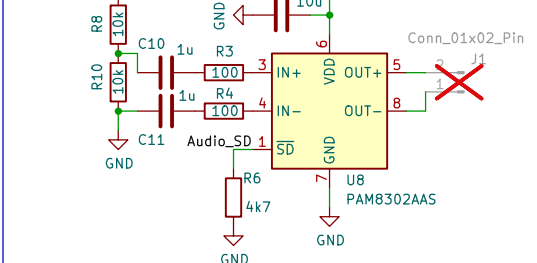 GND
10u
R8
10k
C10
1u
R3
100
R10
10k
1u
R4
100
C11
GND
Audio_SD
R6
4k7
GND
6
VDD
3
IN+
4
IN-
1
SD
OUT+
5
OUT-
8
GND
7
U8
PAM8302AAS
GND
Conn_01x02_Pin
J1
2
1